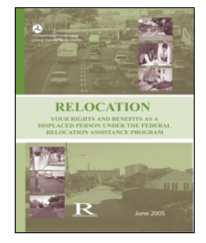 RELOCATION
YOUR RIGHTS AND BENEFITS AS A
DISPLACED PERSON UNDER THE FEDERAL
RELOCATION ASSISTANCE PROGRAM
R
June 2005